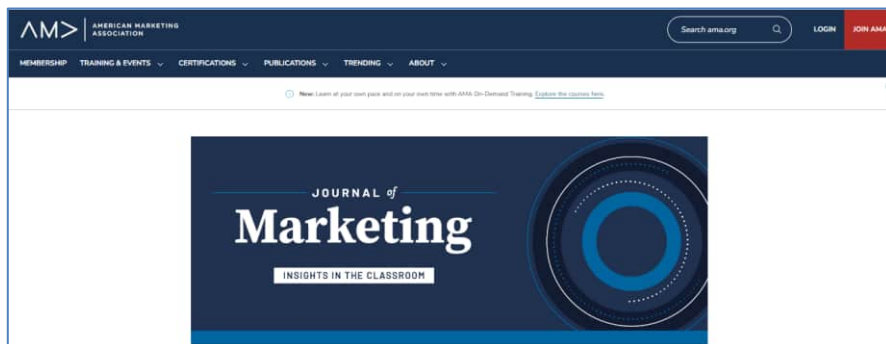 AMA AMERICAN MARKETING
ASSOCIATION
Search ama.org
LOGIN
JOIN AMA
MEMBERSHIP TRAINING & EVENTS CERTIFICATIONS PUBLICATIONS TRENDING ABOUT
New: Learn at your own pace and on your own time with AMA On-Demand Training. Explore the courses here.
JOURNAL of
Marketing
INSIGHTS IN THE CLASSROOM